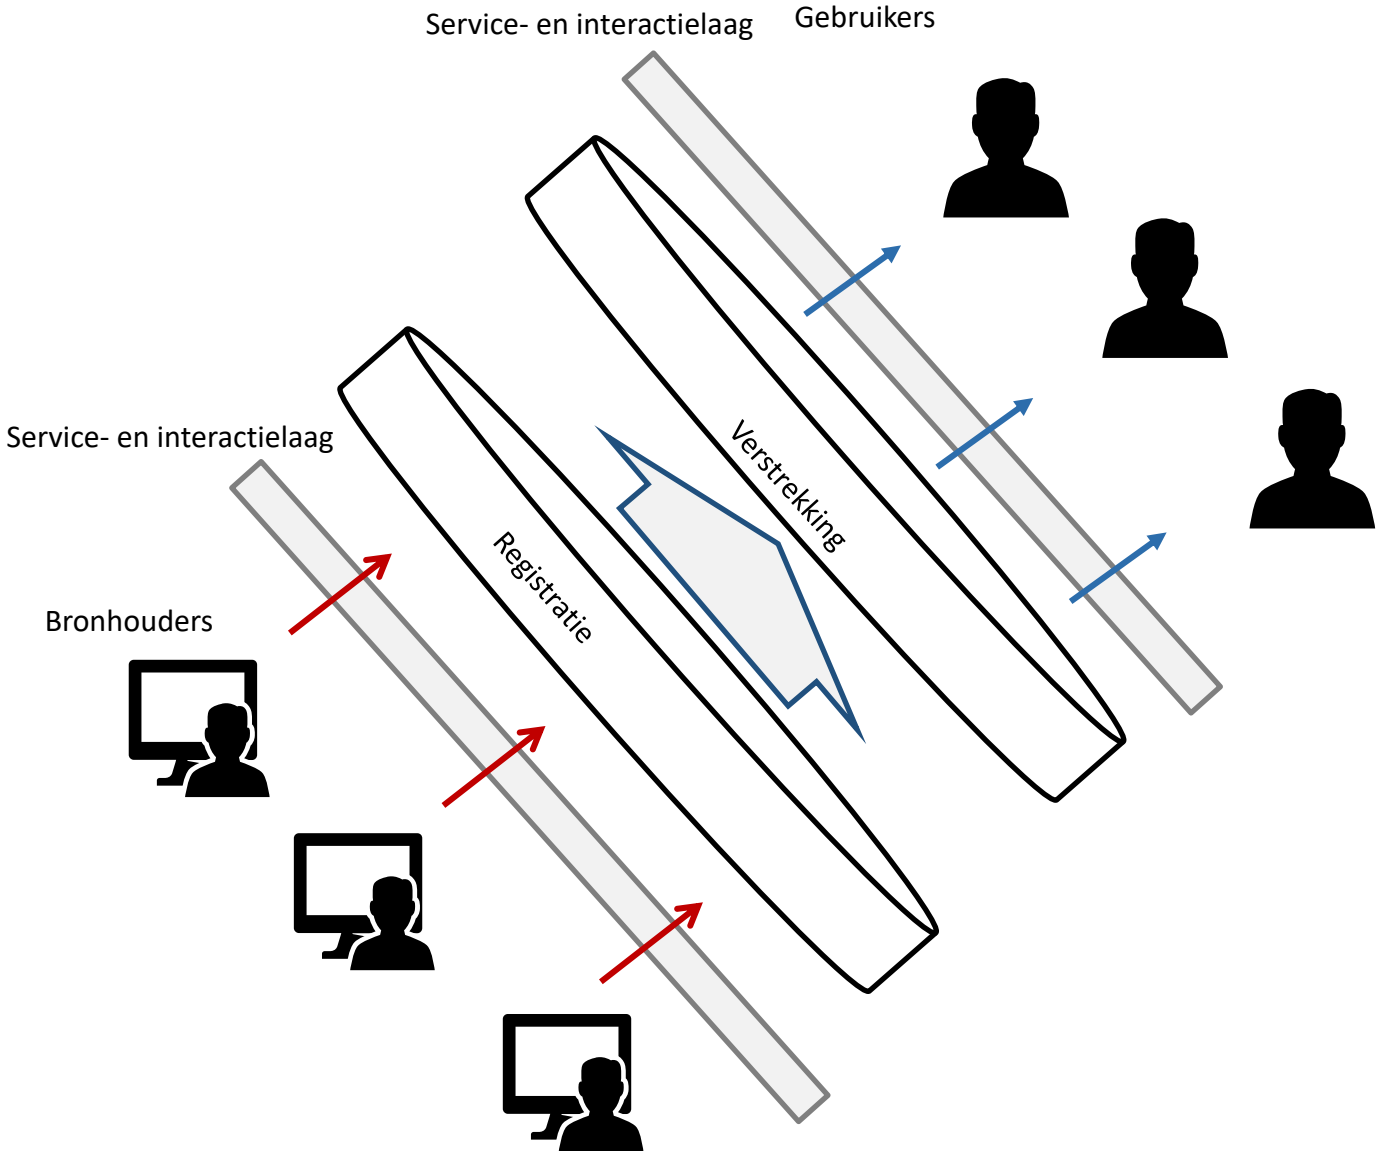 Service- en interactielaag
Gebruikers
Verstrekking
Service- en interactielaag
Registratie
Bronhouders